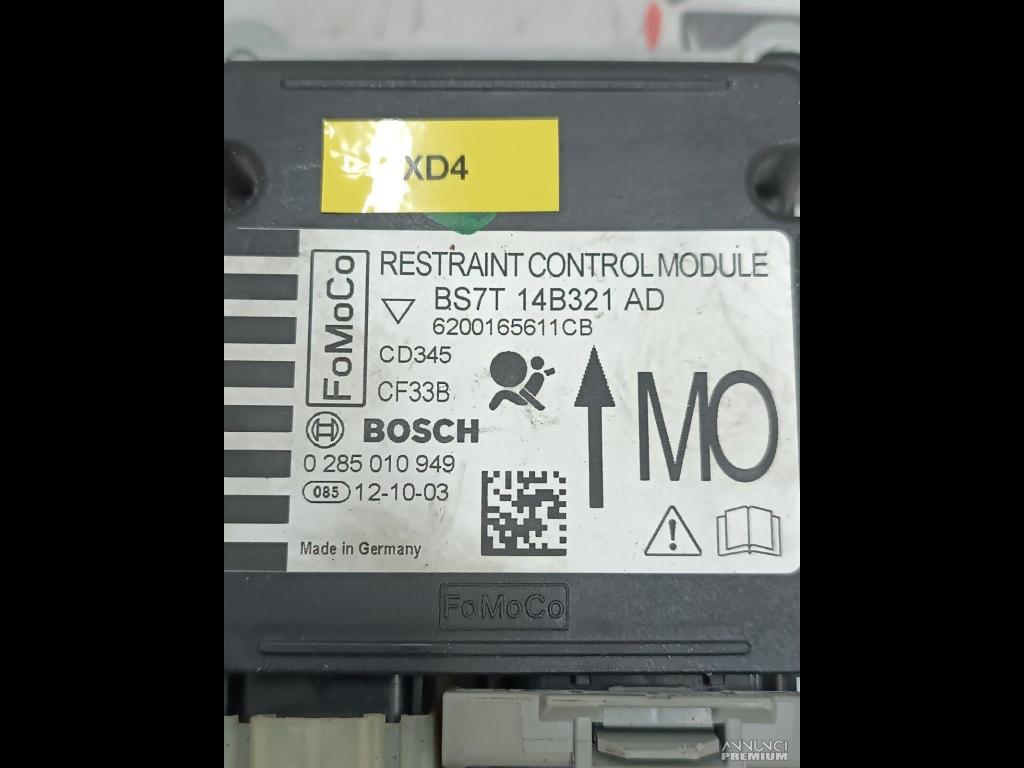 XD4
FoMoCo
RESTRAINT CONTROL MODULE
BS7T 14B321 AD
6200165611CB
CD345
CF33B
BOSCH
0 285 010 949
085 12-10-03
MO
Made in Germany
FoMoCo
ANNUNCI
PREMIUM